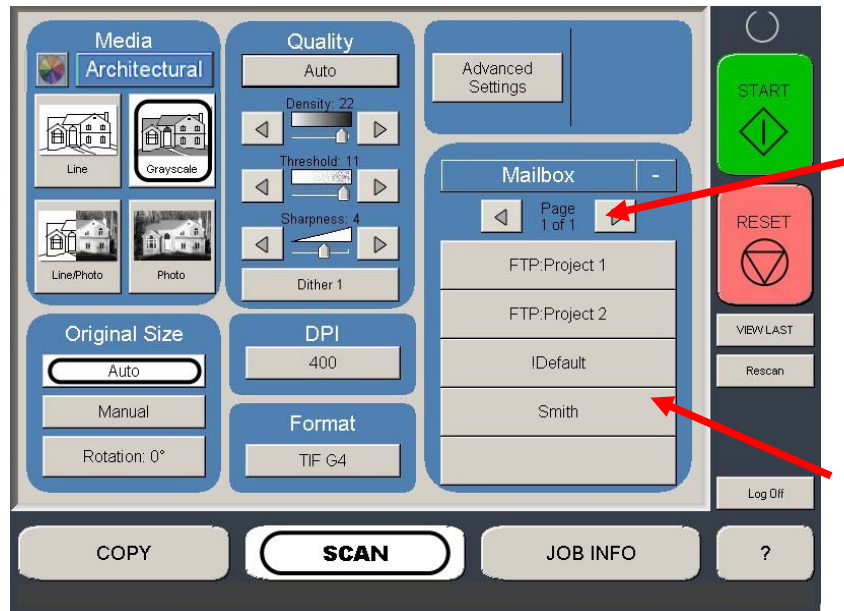 Media
Architectural
Line
Grayscale
Line/Photo
Photo
Original Size
Auto
Manual
Rotation: 0°
Quality
Auto
Density: 22
Threshold: 11
Sharpness: 4
Dither 1
DPI
400
Format
TIF G4
Advanced
Settings
Mailbox -
Page
1 of 1
FTP:Project 1
FTP:Project 2
!Default
Smith
START
RESET
VIEW LAST
Rescan
Log Off
COPY
SCAN
JOB INFO
?